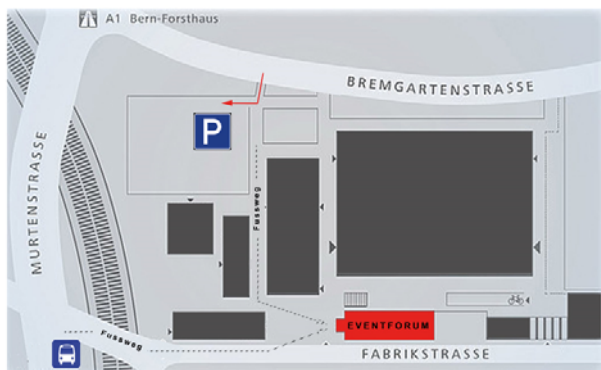 A1 Bern-Forsthaus
BREMGARTENSTRASSE
P
MURTENSTRASSE
Fussweg
EVENTFORUM
Fussweg
FABRIKSTRASSE